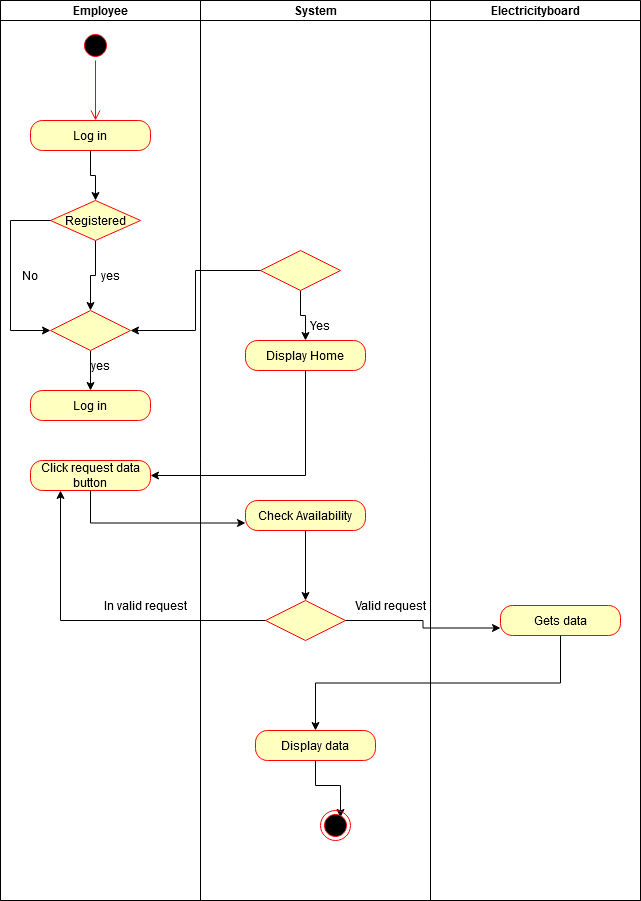 Employee
System
Electricityboard
Log in
Registered
No
yes
Yes
Display Home
yes
Log in
Click request data
button
Check Availability
In valid request
Valid request
Gets data
Display data